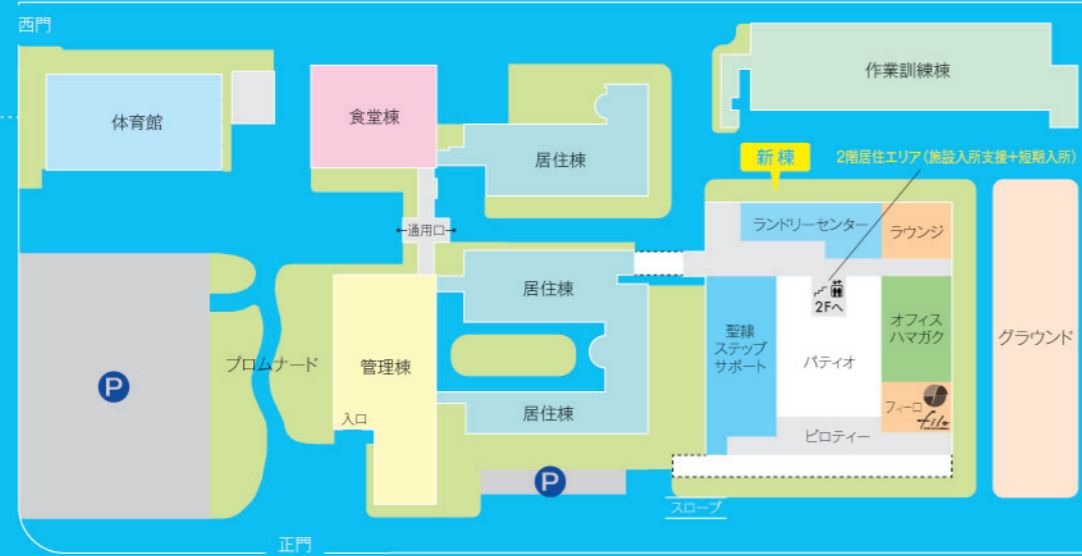 西門
体育館
食堂棟
居住棟
作業訓練棟
新棟
2階居住エリア(施設入所支援+短期入所)
ランドリーセンター
ラウンジ
←通用口→
居住棟
2Fへ
聖隷
ステップ
サポート
パティオ
オフィス
ハマガク
グラウンド
プロムナード
管理棟
P
居住棟
入口
フィーロ
filo
ピロティー
P
スロープ
正門